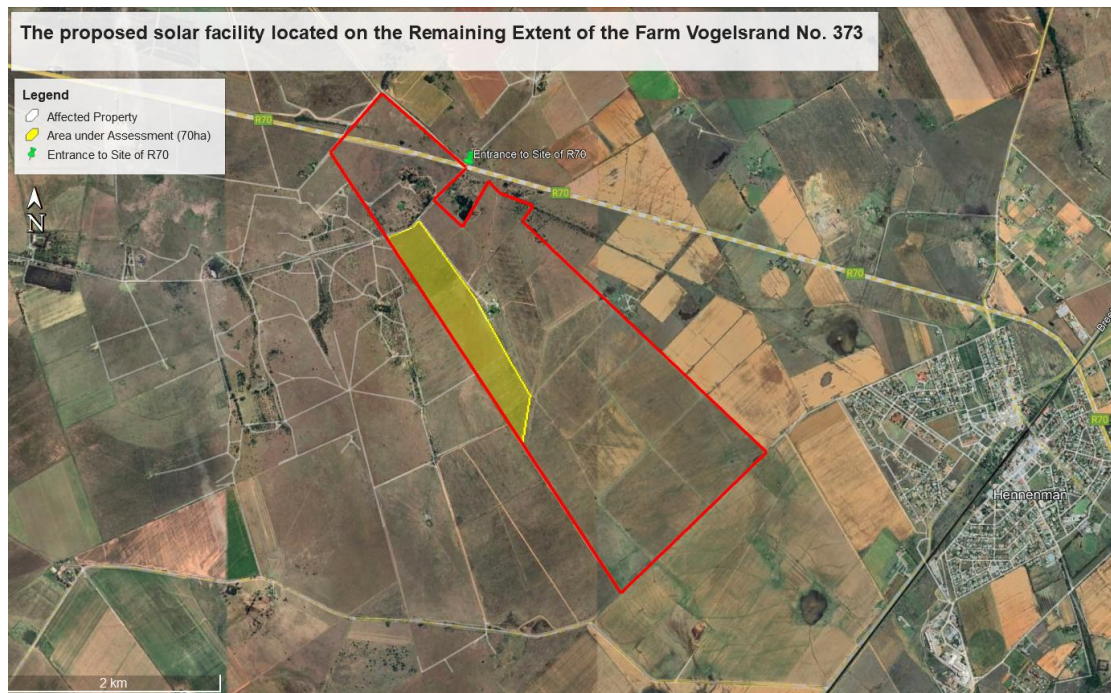 The proposed solar facility located on the Remaining Extent of the Farm Vogelsrand No. 373
Legend
Affected Property
Area under Assessment (70ha)
Entrance to Site of R70
N
R70
Entrance to Site of R70
R70
R70
R70
Hennenman
2 km